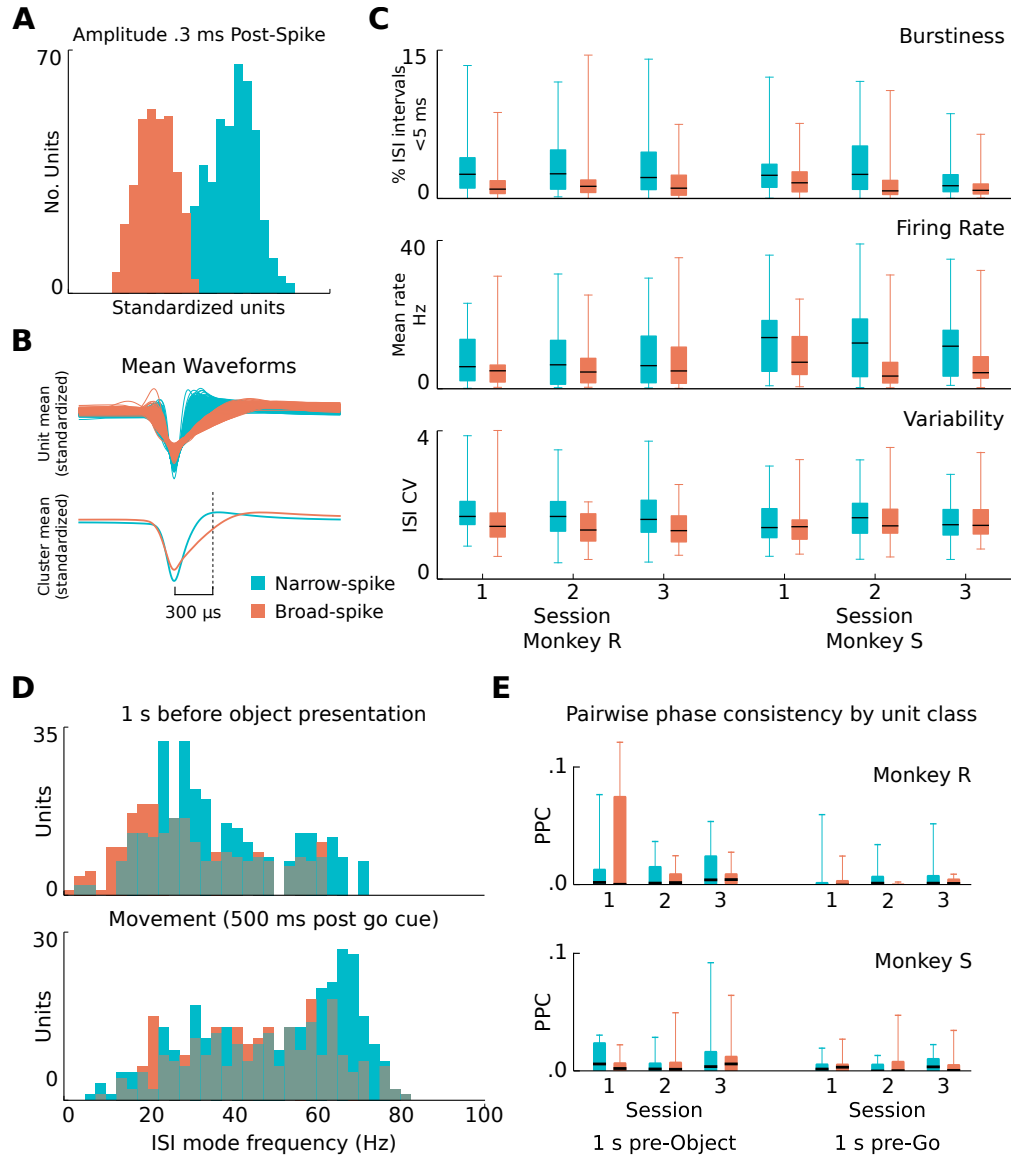 A
Amplitude .3 ms Post-Spike
70
No. Units
0
Standardized units
B
Mean Waveforms
Unit mean
(standardized)
Cluster mean
(standardized)
300 µs
Narrow-spike
Broad-spike
C
Burstiness
15
% ISI intervals
<5 ms
0
Firing Rate
40
Mean rate
Hz
0
Variability
4
ISI CV
0
1 2 3 1 2 3
Session Session
Monkey R Monkey S
D
1 s before object presentation
35
Units
0
Movement (500 ms post go cue)
30
Units
0
0 20 40 60 80 100
ISI mode frequency (Hz)
E
Pairwise phase consistency by unit class
Monkey R
.1
PPC
.0
1 2 3 1 2 3
Monkey S
.1
PPC
.0
1 2 3 1 2 3
Session Session
1 s pre-Object 1 s pre-Go